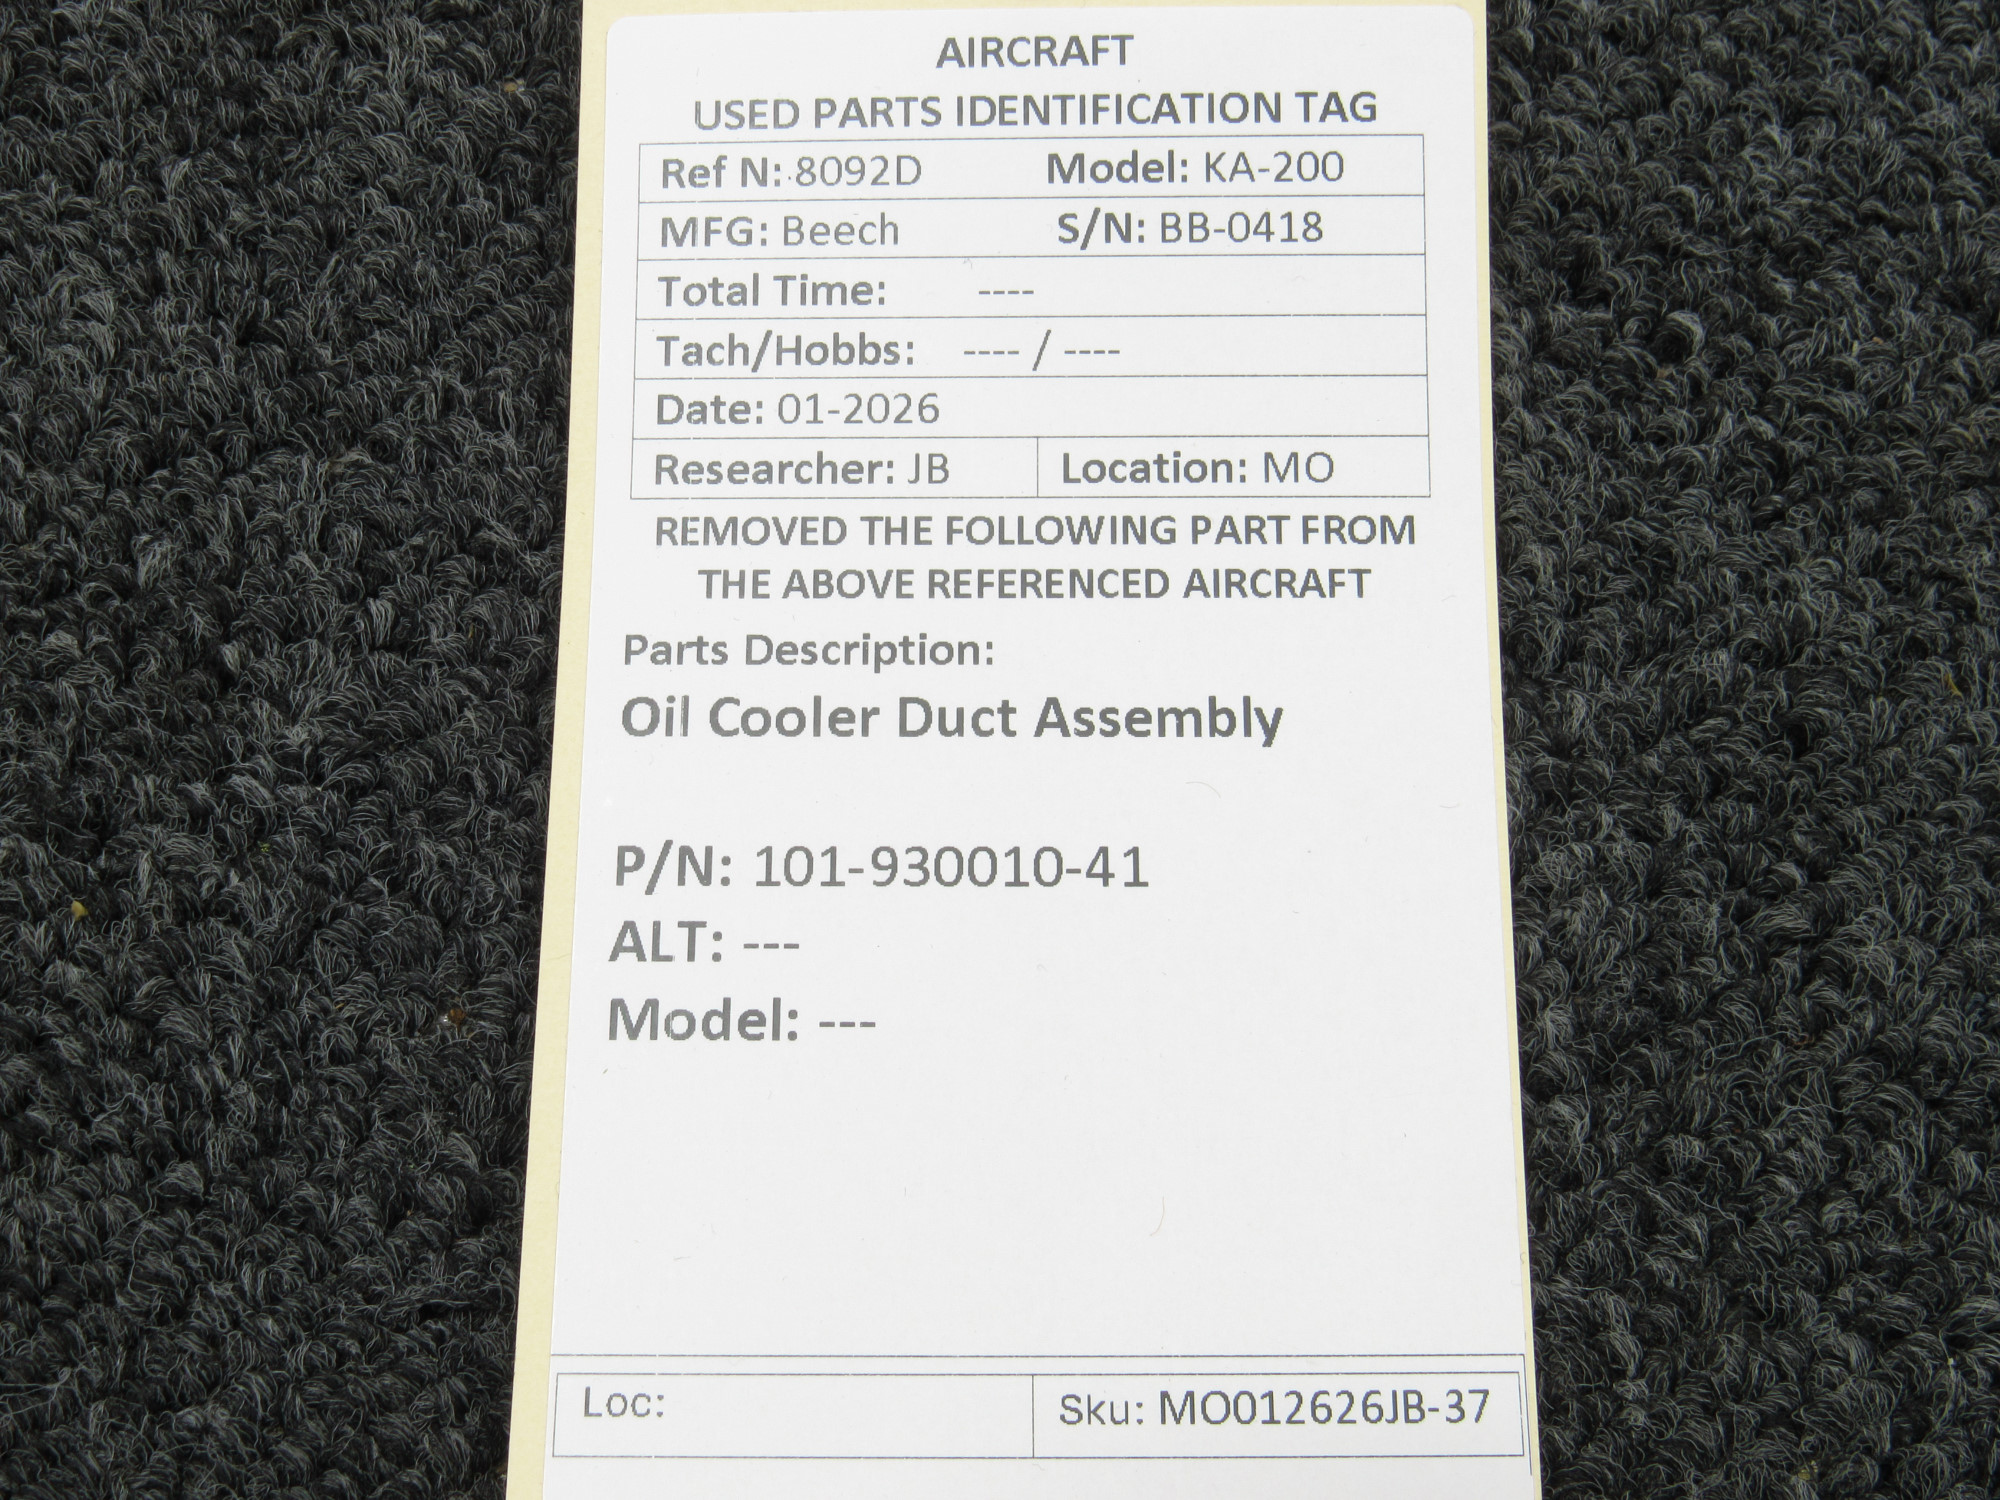 AIRCRAFT
USED PARTS IDENTIFICATION TAG
Ref N: 8092D Model: KA-200
MFG: Beech S/N: BB-0418
Total Time: ----
Tach/Hobbs: ---- / ----
Date: 01-2026
Researcher: JB Location: MO
REMOVED THE FOLLOWING PART FROM
THE ABOVE REFERENCED AIRCRAFT
Parts Description:
Oil Cooler Duct Assembly
P/N: 101-930010-41
ALT: ---
Model: ---
Loc: Sku: MO012626JB-37